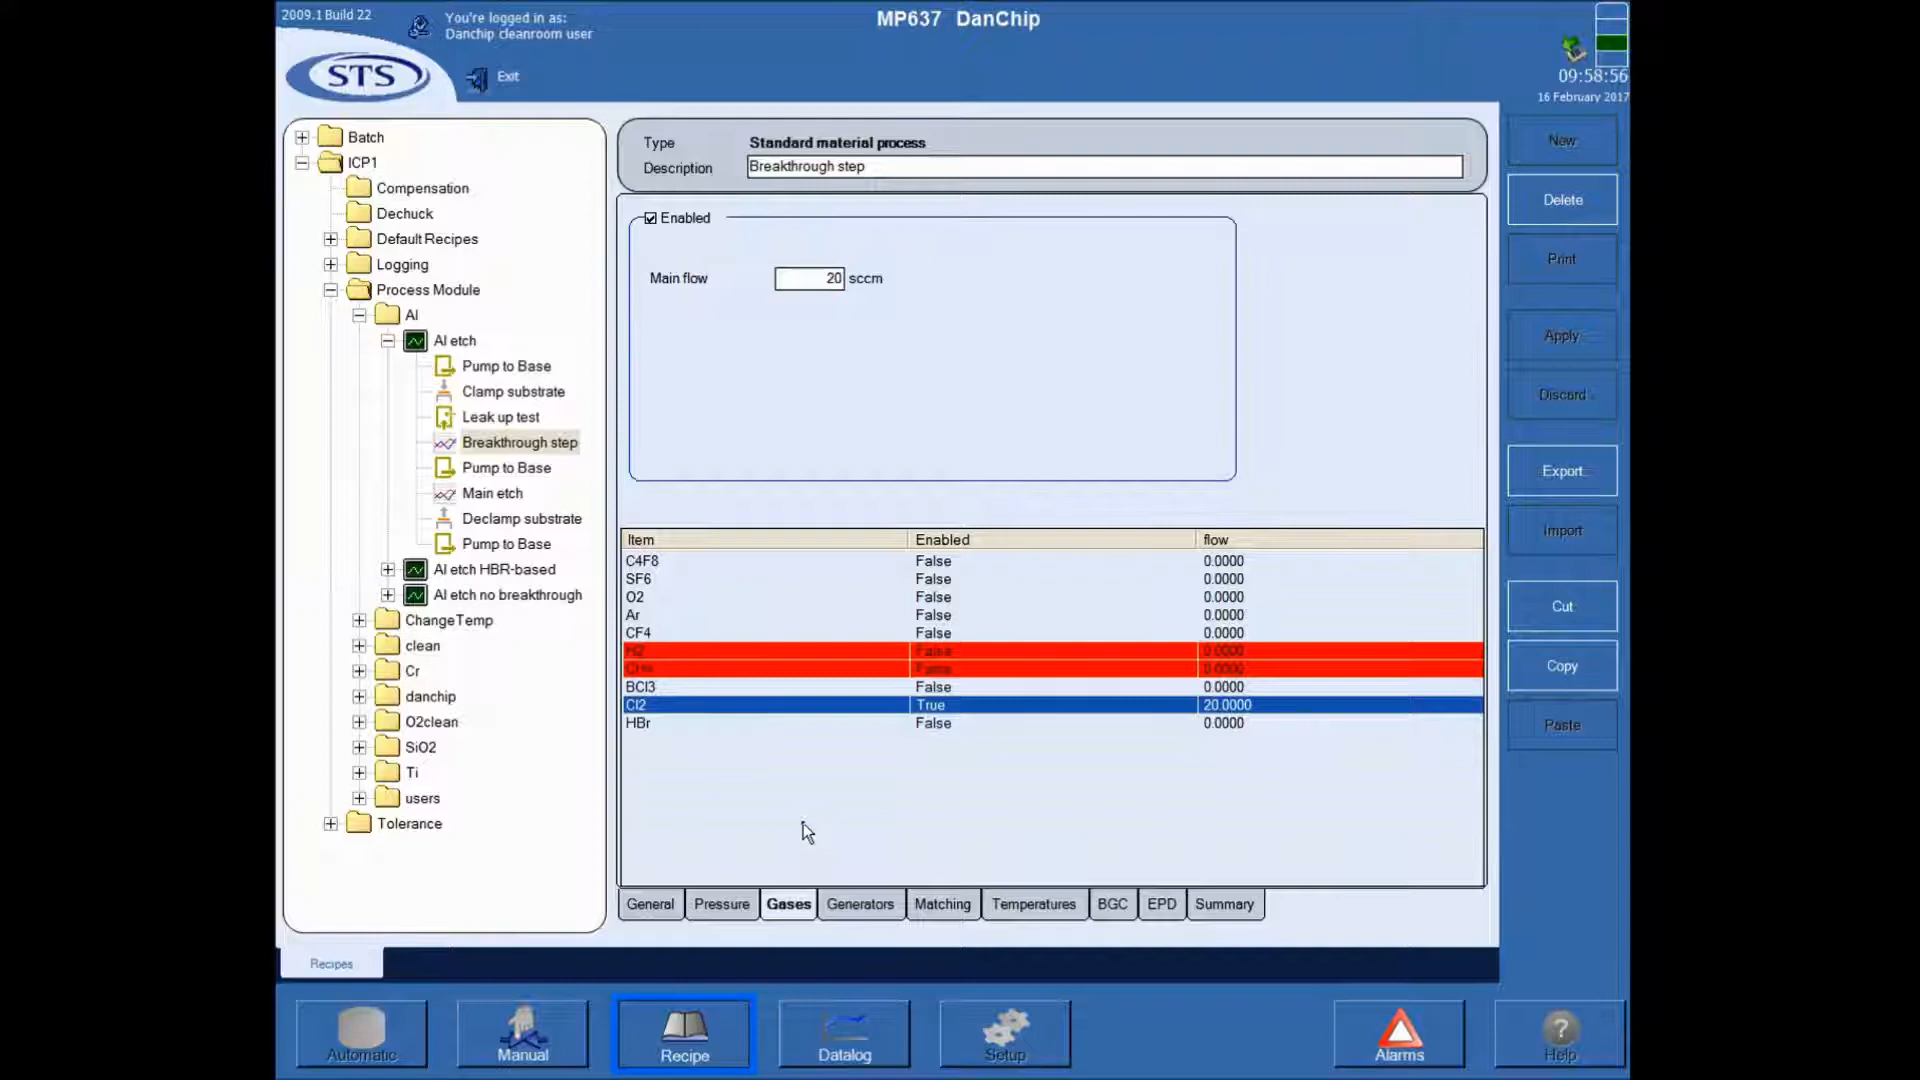 2009.1 Build 22
You're logged in as:
Danchip cleanroom user
MP637 DanChip
STS
Exit
09:58:56
16 February 2017
Batch
ICP1
Compensation
Dechuck
Default Recipes
Logging
Process Module
Al
Al etch
Pump to Base
Clamp substrate
Leak up test
Breakthrough step
Pump to Base
Main etch
Declamp substrate
Pump to Base
Al etch HBR-based
Al etch no breakthrough
ChangeTemp
clean
Cr
danchip
O2clean
SiO2
Ti
users
Tolerance
Type Standard material process
Description Breakthrough step
Enabled
Main flow 20 sccm
Item Enabled flow
C4F8 False 0.0000
SF6 False 0.0000
O2 False 0.0000
Ar False 0.0000
CF4 False 0.0000
H2 False 0.0000
False 0.0000
BCl3 False 0.0000
Cl2 True 20.0000
HBr False 0.0000
General Pressure Gases Generators Matching Temperatures BGC EPD Summary
New
Delete
Print
Apply
Discard
Export
Import
Cut
Copy
Paste
Recipes
Automatic Manual Recipe Datalog Setup Alarms Help